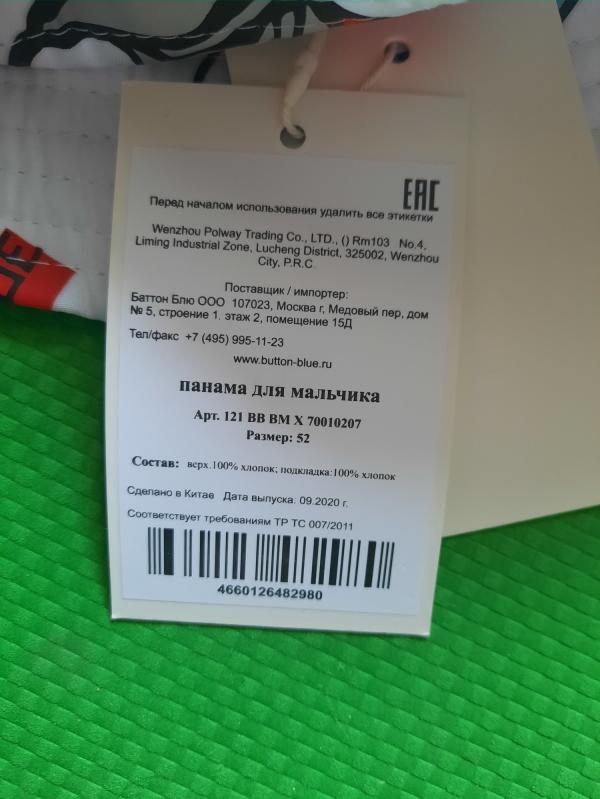 EAC
Перед началом использования удалить все этикетки
Wenzhou Polway Trading Co., LTD., () Rm103 No.4,
Liming Industrial Zone, Lucheng District, 325002, Wenzhou
City, P.R.C.
Поставщик / импортер:
Баттон Блю ООО 107023, Москва г, Медовый пер, дом
№ 5, строение 1. этаж 2, помещение 15Д
Тел/факс +7 (495) 995-11-23
www.button-blue.ru
панама для мальчика
Арт. 121 BB BM X 70010207
Размер: 52
Состав: верх.100% хлопок; подкладка:100% хлопок
Сделано в Китае Дата выпуска: 09.2020 г.
Соответствует требованиям ТР ТС 007/2011
4660126482980